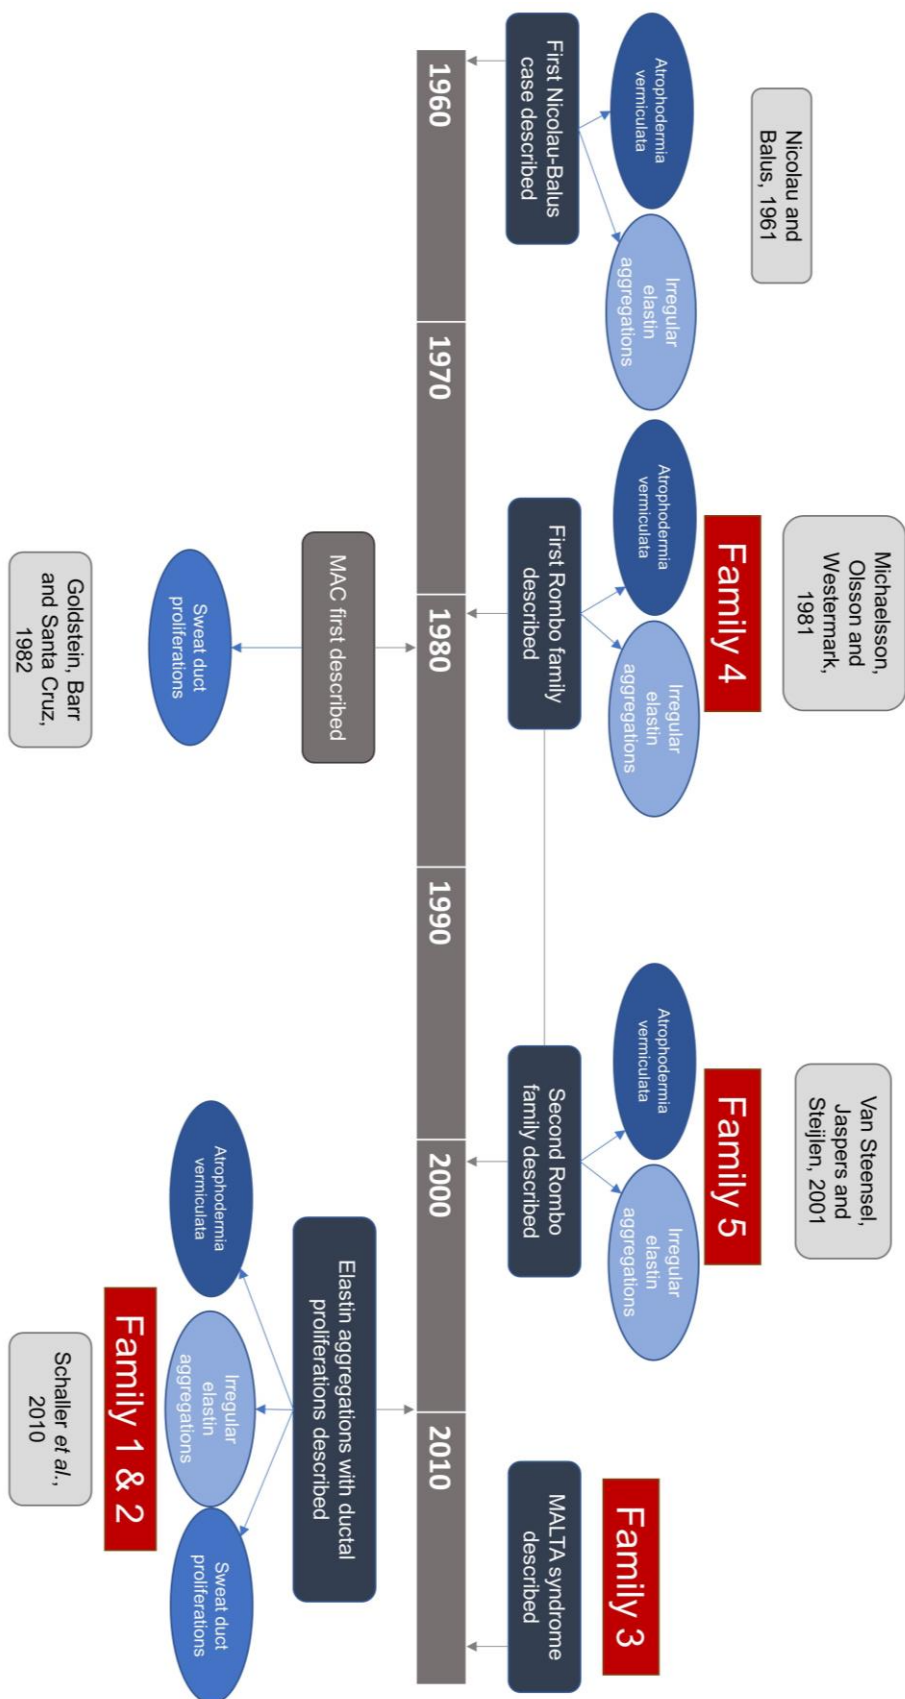 Nicolau and
Balus, 1961
Atrophodermia
vermiculata
Irregular
elastin
aggregations
First Nicolau-Balus
case described
Michaelsson,
Olsson and
Westermark,
1981
Family 4
Atrophodermia
vermiculata
Irregular
elastin
aggregations
First Rombo family
described
Van Steensel,
Jaspers and
Steijlen, 2001
Family 5
Atrophodermia
vermiculata
Irregular
elastin
aggregations
Second Rombo
family described
Family 3
MALTA syndrome
described
1960
1970
1980
1990
2000
2010
MAC first described
Sweat duct
proliferations
Goldstein, Barr
and Santa Cruz,
1982
Elastin aggregations with ductal
proliferations described
Atrophodermia
vermiculata
Irregular
elastin
aggregations
Sweat duct
proliferations
Family 1 & 2
Schaller et al.,
2010